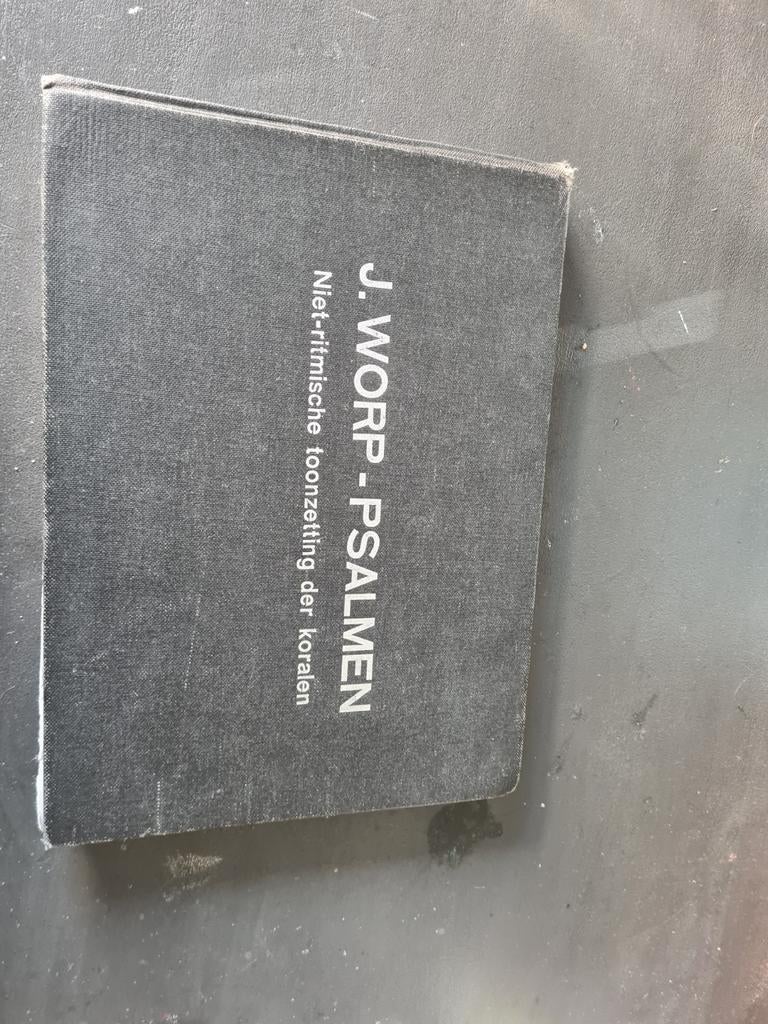 J. WORP - PSALMEN
Niet-ritmische toonzetting der koralen